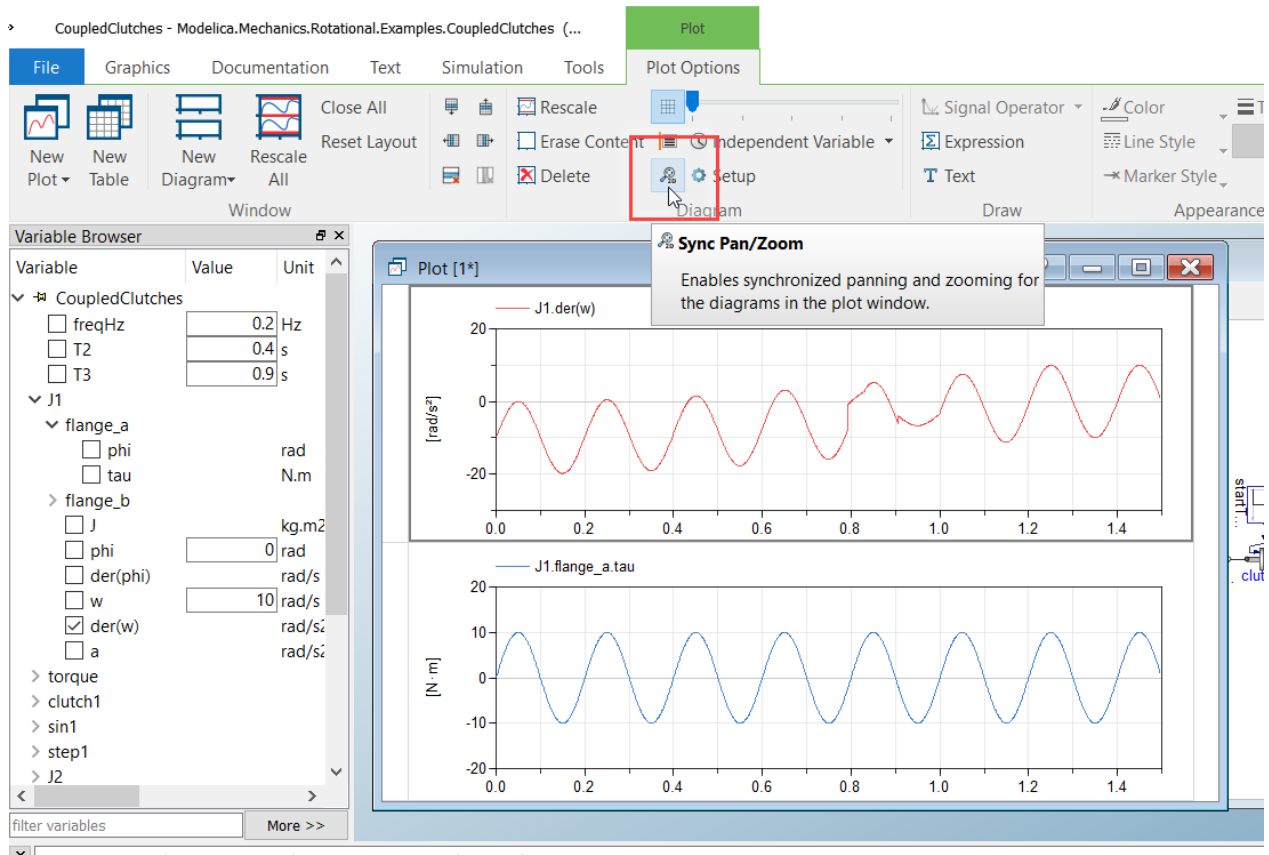 CoupledClutches - Modelica.Mechanics.Rotational.Examples.CoupledClutches (...
Plot
File Graphics Documentation Text Simulation Tools Plot Options
New Plot
New Table
New Diagram
Rescale All
Close All
Reset Layout
Window
Rescale
Erase Content
Delete
Independent Variable
Setup
Diagram
Signal Operator
Expression
Text
Draw
Color
Line Style
Marker Style
Appearance
Sync Pan/Zoom
Enables synchronized panning and zooming for
the diagrams in the plot window.
Variable Browser
Variable Value Unit
CoupledClutches
freqHz 0.2 Hz
T2 0.4 s
T3 0.9 s
J1
flange_a
phi rad
tau N.m
flange_b
J kg.m2
phi 0 rad
der(phi) rad/s
w 10 rad/s
der(w) rad/s2
a rad/s2
torque
clutch1
sin1
step1
J2
filter variables
More >>
Plot [1*]
J1.der(w)
[rad/s²]
20
0
-20
0.0 0.2 0.4 0.6 0.8 1.0 1.2 1.4
J1.flange_a.tau
[N·m]
20
10
0
-10
-20
0.0 0.2 0.4 0.6 0.8 1.0 1.2 1.4
startT...
clut